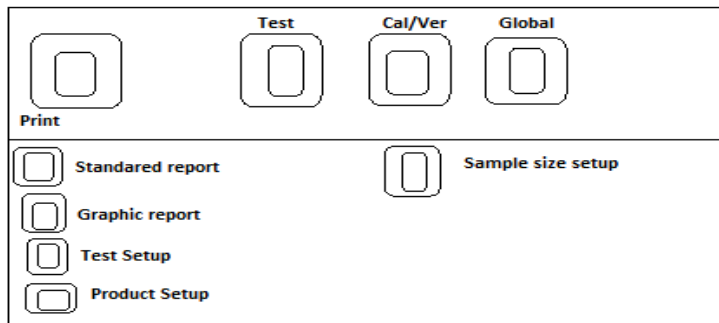 Test Cal/Ver Global
Print
Standared report
Sample size setup
Graphic report
Test Setup
Product Setup